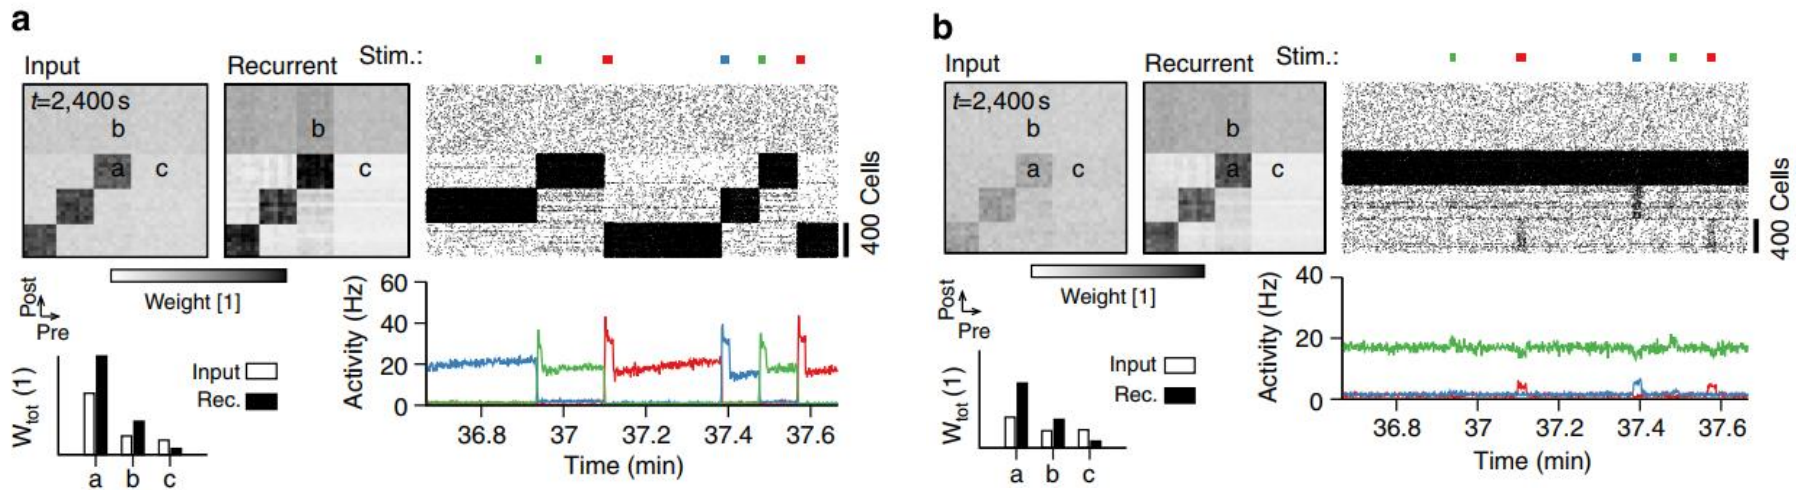 a
Input
Recurrent
Stim.:
t=2,400 s
b
a
c
b
a
c
400 Cells
Weight [1]
Post
Pre
Activity (Hz)
60
40
20
0
36.8
37
37.2
37.4
37.6
Time (min)
Wtot (1)
Input
Rec.
a
b
c
b
Input
Recurrent
Stim.:
t=2,400 s
b
a
c
b
a
c
400 Cells
Weight [1]
Post
Pre
Activity (Hz)
40
20
0
36.8
37
37.2
37.4
37.6
Time (min)
Wtot (1)
Input
Rec.
a
b
c